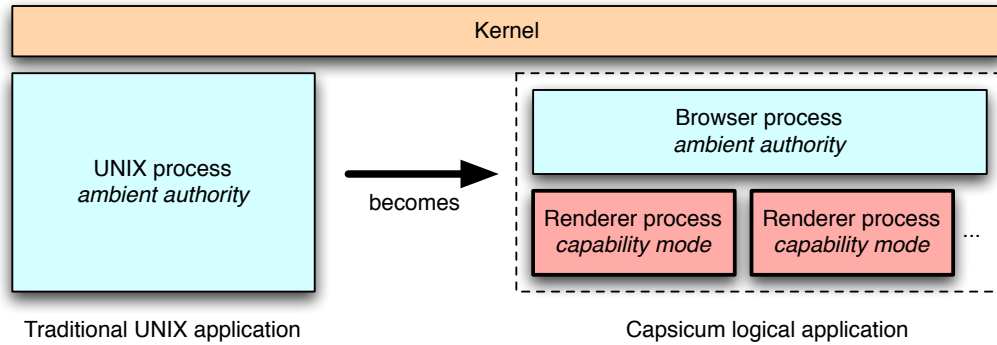 Kernel
UNIX process
ambient authority
becomes
Browser process
ambient authority
Renderer process
capability mode
Renderer process
capability mode
...
Traditional UNIX application
Capsicum logical application